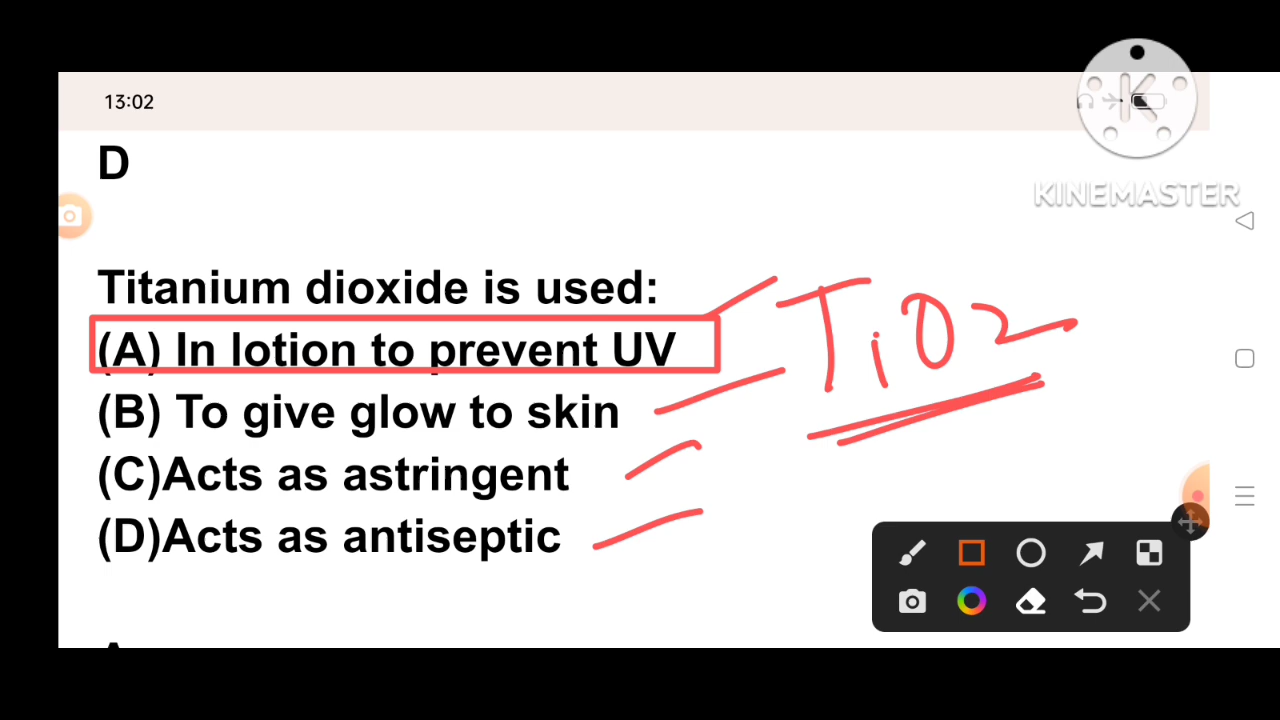 13:02
KINEMASTER
D
Titanium dioxide is used:
(A) In lotion to prevent UV
TiO2
(B) To give glow to skin
(C)Acts as astringent
(D)Acts as antiseptic